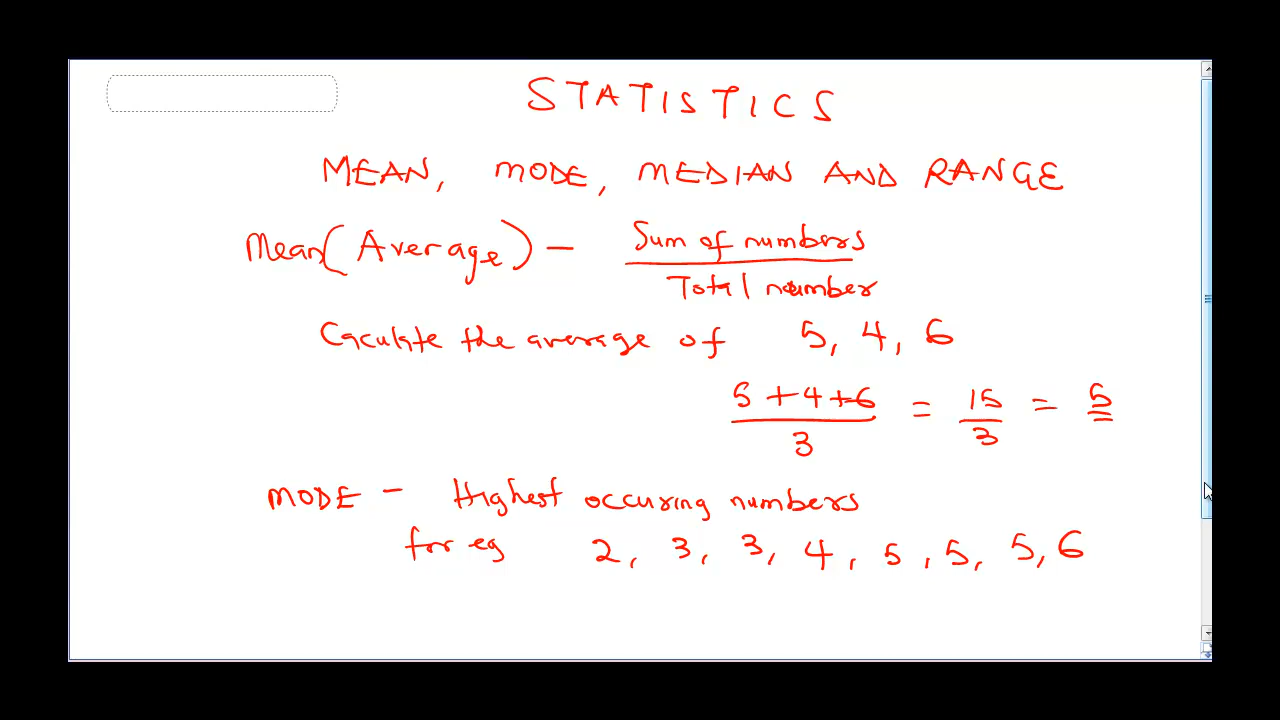 STATISTICS
MEAN, MODE, MEDIAN AND RANGE
Mean (Average) - Sum of numbers
Total number
Caculate the average of 5, 4, 6
5 + 4 + 6 = 15 = 5
3 3
MODE - Highest occuring numbers
for eg 2, 3, 3, 4, 5, 5, 5, 6